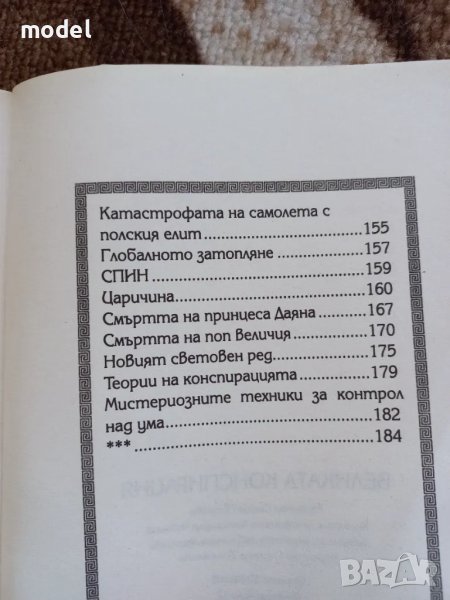 model
Катастрофата на самолета с
полския елит 155
Глобалното затопляне 157
СПИН 159
Царичина 160
Смъртта на принцеса Даяна 167
Смъртта на поп величия 170
Новият световен ред 175
Теории на конспирацията 179
Мистериозните техники за контрол
над ума 182
*** 184
BAZAR